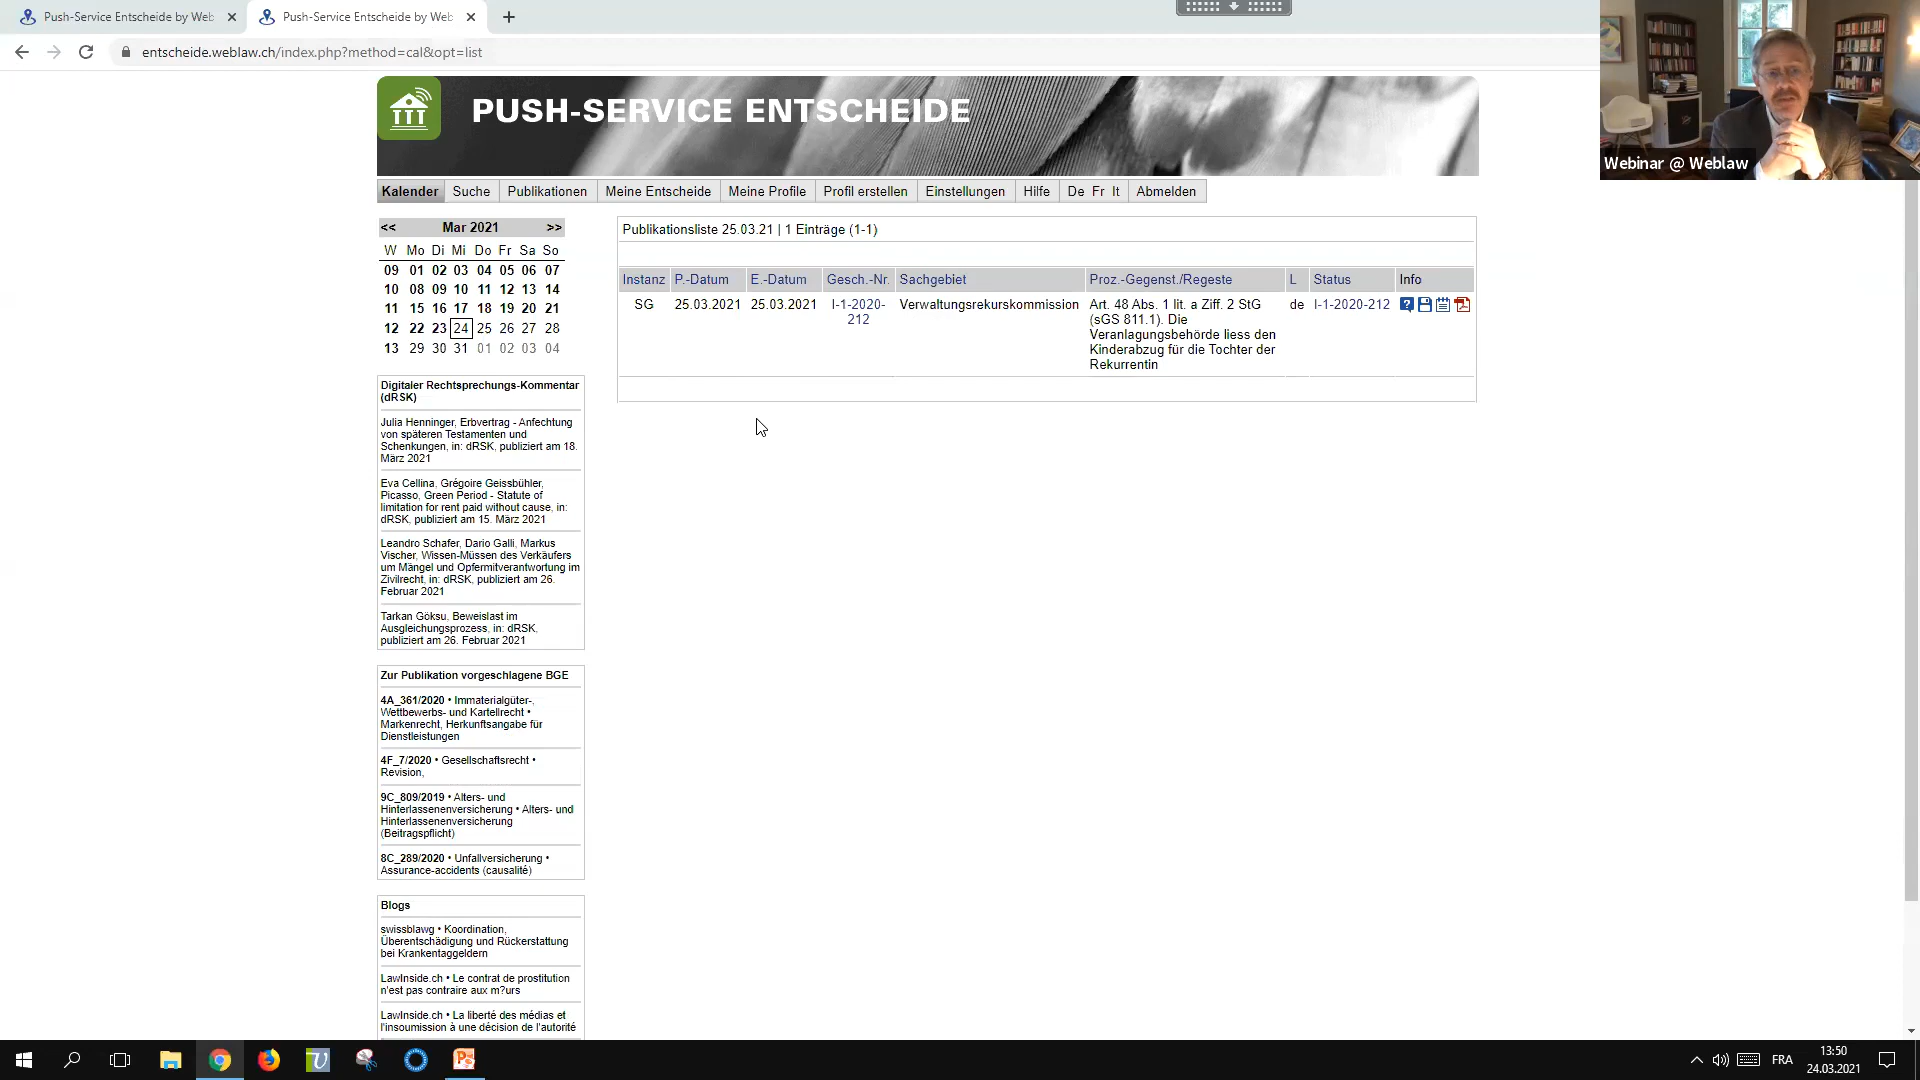 Push-Service Entscheide by Web
Push-Service Entscheide by Web
entscheide.weblaw.ch/index.php?method=cal&opt=list
Webinar @ Weblaw
PUSH-SERVICE ENTSCHEIDE
Kalender Suche Publikationen Meine Entscheide Meine Profile Profil erstellen Einstellungen Hilfe De Fr It Abmelden
<< Mar 2021 >>
W Mo Di Mi Do Fr Sa So
09 01 02 03 04 05 06 07
10 08 09 10 11 12 13 14
11 15 16 17 18 19 20 21
12 22 23 24 25 26 27 28
13 29 30 31 01 02 03 04
Digitaler Rechtsprechungs-Kommentar
(dRSK)
Julia Henninger, Erbvertrag - Anfechtung
von späteren Testamenten und
Schenkungen, in: dRSK, publiziert am 18.
März 2021
Eva Cellina, Grégoire Geissbühler,
Picasso, Green Period - Statute of
limitation for rent paid without cause, in:
dRSK, publiziert am 15. März 2021
Leandro Schafer, Dario Galli, Markus
Vischer, Wissen-Müssen des Verkäufers
um Mängel und Opfermitverantwortung im
Zivilrecht, in: dRSK, publiziert am 26.
Februar 2021
Tarkan Göksu, Beweislast im
Ausgleichungsprozess, in: dRSK,
publiziert am 26. Februar 2021
Zur Publikation vorgeschlagene BGE
4A_361/2020 • Immaterialgüter-,
Wettbewerbs- und Kartellrecht •
Markenrecht, Herkunftsangabe für
Dienstleistungen
4F_7/2020 • Gesellschaftsrecht •
Revision,
9C_809/2019 • Alters- und
Hinterlassenenversicherung • Alters- und
Hinterlassenenversicherung
(Beitragspflicht)
8C_289/2020 • Unfallversicherung •
Assurance-accidents (causalité)
Blogs
swissblawg • Koordination,
Überentschädigung und Rückerstattung
bei Krankentaggeldern
LawInside.ch • Le contrat de prostitution
n'est pas contraire aux m?urs
LawInside.ch • La liberté des médias et
l'insoumission à une décision de l'autorité
Publikationsliste 25.03.21 | 1 Einträge (1-1)
Instanz P.-Datum E.-Datum Gesch.-Nr. Sachgebiet Proz.-Gegenst./Regeste L Status Info
SG 25.03.2021 25.03.2021 I-1-2020- Verwaltungsrekurskommission Art. 48 Abs. 1 lit. a Ziff. 2 StG de I-1-2020-212
212 (sGS 811.1). Die
Veranlagungsbehörde liess den
Kinderabzug für die Tochter der
Rekurrentin
FRA
13:50
24.03.2021